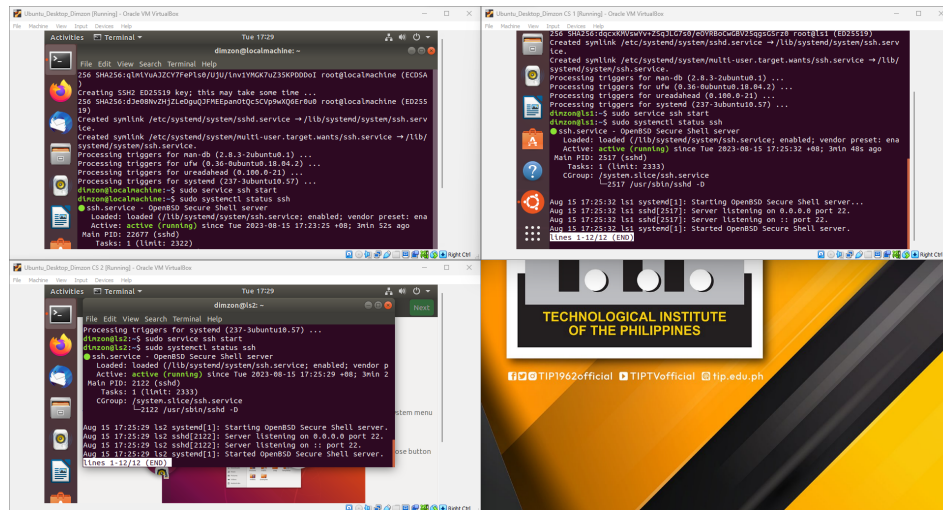 Ubuntu_Desktop_Dimzon [Running] - Oracle VM VirtualBox
File Machine View Input Devices Help
Activities Terminal Tue 17:29
dimzon@localmachine: ~
File Edit View Search Terminal Help
256 SHA256:qlmiYuAJZCY7FePls0/UjU/inv1YMGK7uZ3SKPDDDoI root@localmachine (ECDSA
)
Creating SSH2 ED25519 key; this may take some time ...
256 SHA256:dJe08NvZHjZLeDguQJFMEEpanOtQc5CVp9wXQ6Er0u0 root@localmachine (ED255
19)
Created symlink /etc/systemd/system/sshd.service → /lib/systemd/system/ssh.serv
ice.
Created symlink /etc/systemd/system/multi-user.target.wants/ssh.service → /lib/
systemd/system/ssh.service.
Processing triggers for man-db (2.8.3-2ubuntu0.1) ...
Processing triggers for ufw (0.36-0ubuntu0.18.04.2) ...
Processing triggers for ureadahead (0.100.0-21) ...
Processing triggers for systemd (237-3ubuntu10.57) ...
dimzon@localmachine:~$ sudo service ssh start
dimzon@localmachine:~$ sudo systemctl status ssh
ssh.service - OpenBSD Secure Shell server
Loaded: loaded (/lib/systemd/system/ssh.service; enabled; vendor preset: ena
Active: active (running) since Tue 2023-08-15 17:23:25 +08; 3min 52s ago
Main PID: 22677 (sshd)
Tasks: 1 (limit: 2322)
Right Ctrl
Ubuntu_Desktop_Dimzon CS 1 [Running] - Oracle VM VirtualBox
File Machine View Input Devices Help
256 SHA256:dqcxKMVswYv+ZSqJLG7s0/eOYRBoCwGBV25qgsGSrz0 root@ls1 (ED25519)
Created symlink /etc/systemd/system/sshd.service → /lib/systemd/system/ssh.serv
ice.
Created symlink /etc/systemd/system/multi-user.target.wants/ssh.service → /lib/
systemd/system/ssh.service.
Processing triggers for man-db (2.8.3-2ubuntu0.1) ...
Processing triggers for ufw (0.36-0ubuntu0.18.04.2) ...
Processing triggers for ureadahead (0.100.0-21) ...
Processing triggers for systemd (237-3ubuntu10.57) ...
dimzon@ls1:~$ sudo service ssh start
dimzon@ls1:~$ sudo systemctl status ssh
ssh.service - OpenBSD Secure Shell server
Loaded: loaded (/lib/systemd/system/ssh.service; enabled; vendor preset: ena
Active: active (running) since Tue 2023-08-15 17:25:32 +08; 3min 48s ago
Main PID: 2517 (sshd)
Tasks: 1 (limit: 2333)
CGroup: /system.slice/ssh.service
└─2517 /usr/sbin/sshd -D
Aug 15 17:25:32 ls1 systemd[1]: Starting OpenBSD Secure Shell server...
Aug 15 17:25:32 ls1 sshd[2517]: Server listening on 0.0.0.0 port 22.
Aug 15 17:25:32 ls1 sshd[2517]: Server listening on :: port 22.
Aug 15 17:25:32 ls1 systemd[1]: Started OpenBSD Secure Shell server.
lines 1-12/12 (END)
Right Ctrl
Ubuntu_Desktop_Dimzon CS 2 [Running] - Oracle VM VirtualBox
File Machine View Input Devices Help
Activities Terminal Tue 17:29
dimzon@ls2: ~
Next
File Edit View Search Terminal Help
Processing triggers for systemd (237-3ubuntu10.57) ...
dimzon@ls2:~$ sudo service ssh start
dimzon@ls2:~$ sudo systemctl status ssh
ssh.service - OpenBSD Secure Shell server
Loaded: loaded (/lib/systemd/system/ssh.service; enabled; vendor p
Active: active (running) since Tue 2023-08-15 17:25:29 +08; 3min 2
Main PID: 2122 (sshd)
Tasks: 1 (limit: 2333)
CGroup: /system.slice/ssh.service
└─2122 /usr/sbin/sshd -D
stem menu
Aug 15 17:25:29 ls2 systemd[1]: Starting OpenBSD Secure Shell server.
Aug 15 17:25:29 ls2 sshd[2122]: Server listening on 0.0.0.0 port 22.
Aug 15 17:25:29 ls2 sshd[2122]: Server listening on :: port 22.
Aug 15 17:25:29 ls2 systemd[1]: Started OpenBSD Secure Shell server.
ose button
lines 1-12/12 (END)
Right Ctrl
TECHNOLOGICAL INSTITUTE
OF THE PHILIPPINES
TIP1962official TIPTVofficial tip.edu.ph